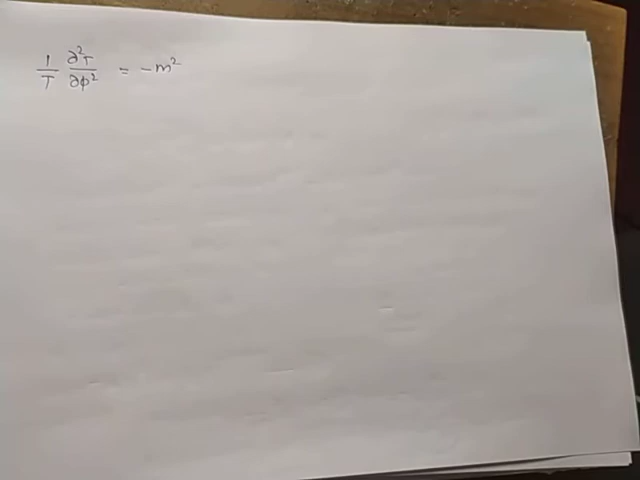 1/T ∂²T/∂φ² = -m²